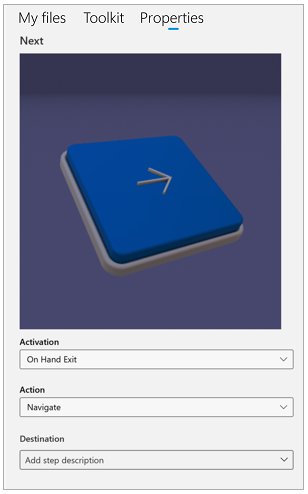 My files Toolkit Properties
Next
Activation
On Hand Exit
Action
Navigate
Destination
Add step description